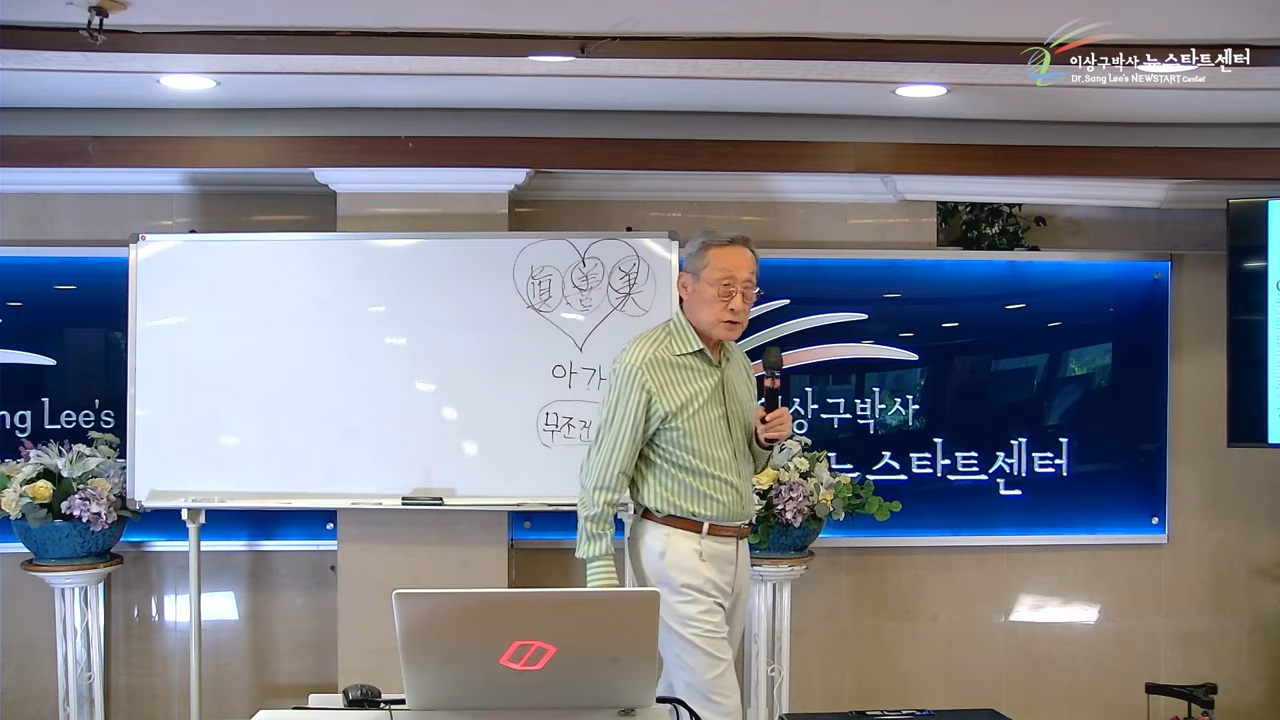 이상구박사 뉴스타트센터
Dr.Sang Lee's NEWSTART Center
眞 善 美
아가
부조건
ng Lee's
이상구박사
뉴스타트센터